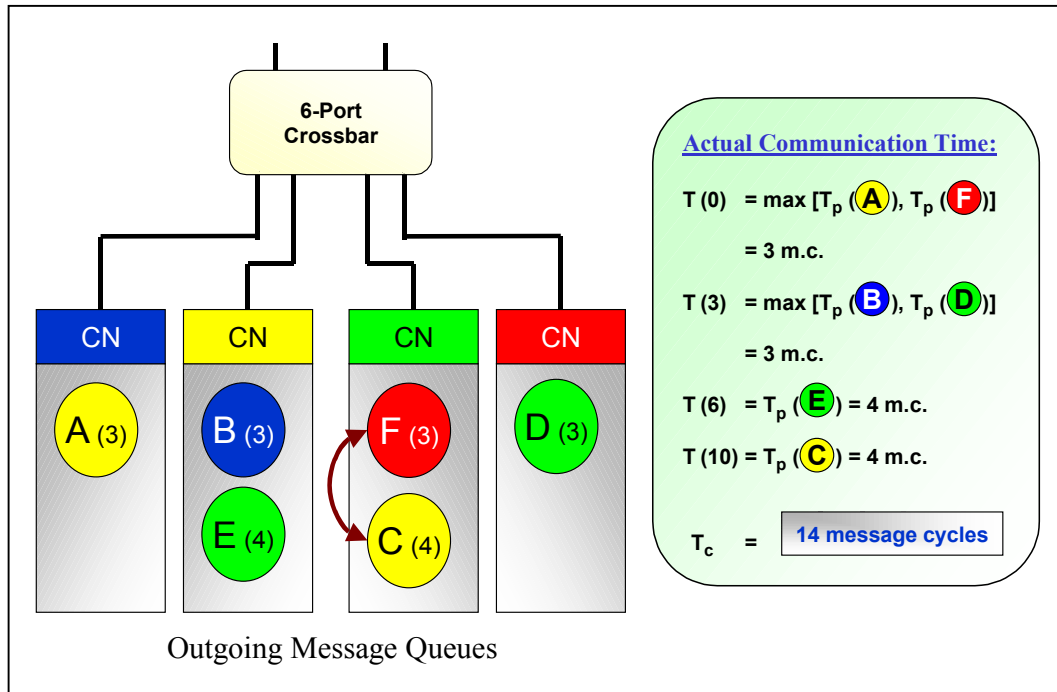 6-Port
Crossbar
CN
CN
CN
CN
A (3)
B (3)
F (3)
D (3)
E (4)
C (4)
Outgoing Message Queues
Actual Communication Time:
T (0) = max [Tp (A), Tp (F)]
= 3 m.c.
T (3) = max [Tp (B), Tp (D)]
= 3 m.c.
T (6) = Tp (E) = 4 m.c.
T (10) = Tp (C) = 4 m.c.
Tc = 14 message cycles